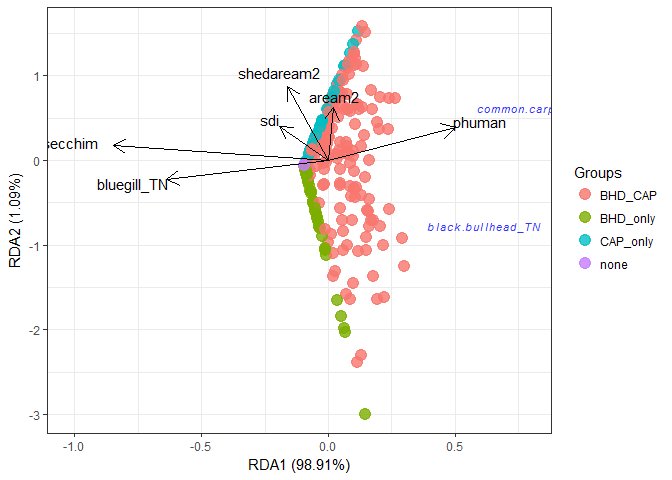 shedaream2
aream2
sdi
phuman
common.carp
secchim
bluegill_TN
black.bullhead_TN
1
0
-1
-2
-3
RDA2 (1.09%)
-1.0
-0.5
0.0
0.5
RDA1 (98.91%)
Groups
BHD_CAP
BHD_only
CAP_only
none